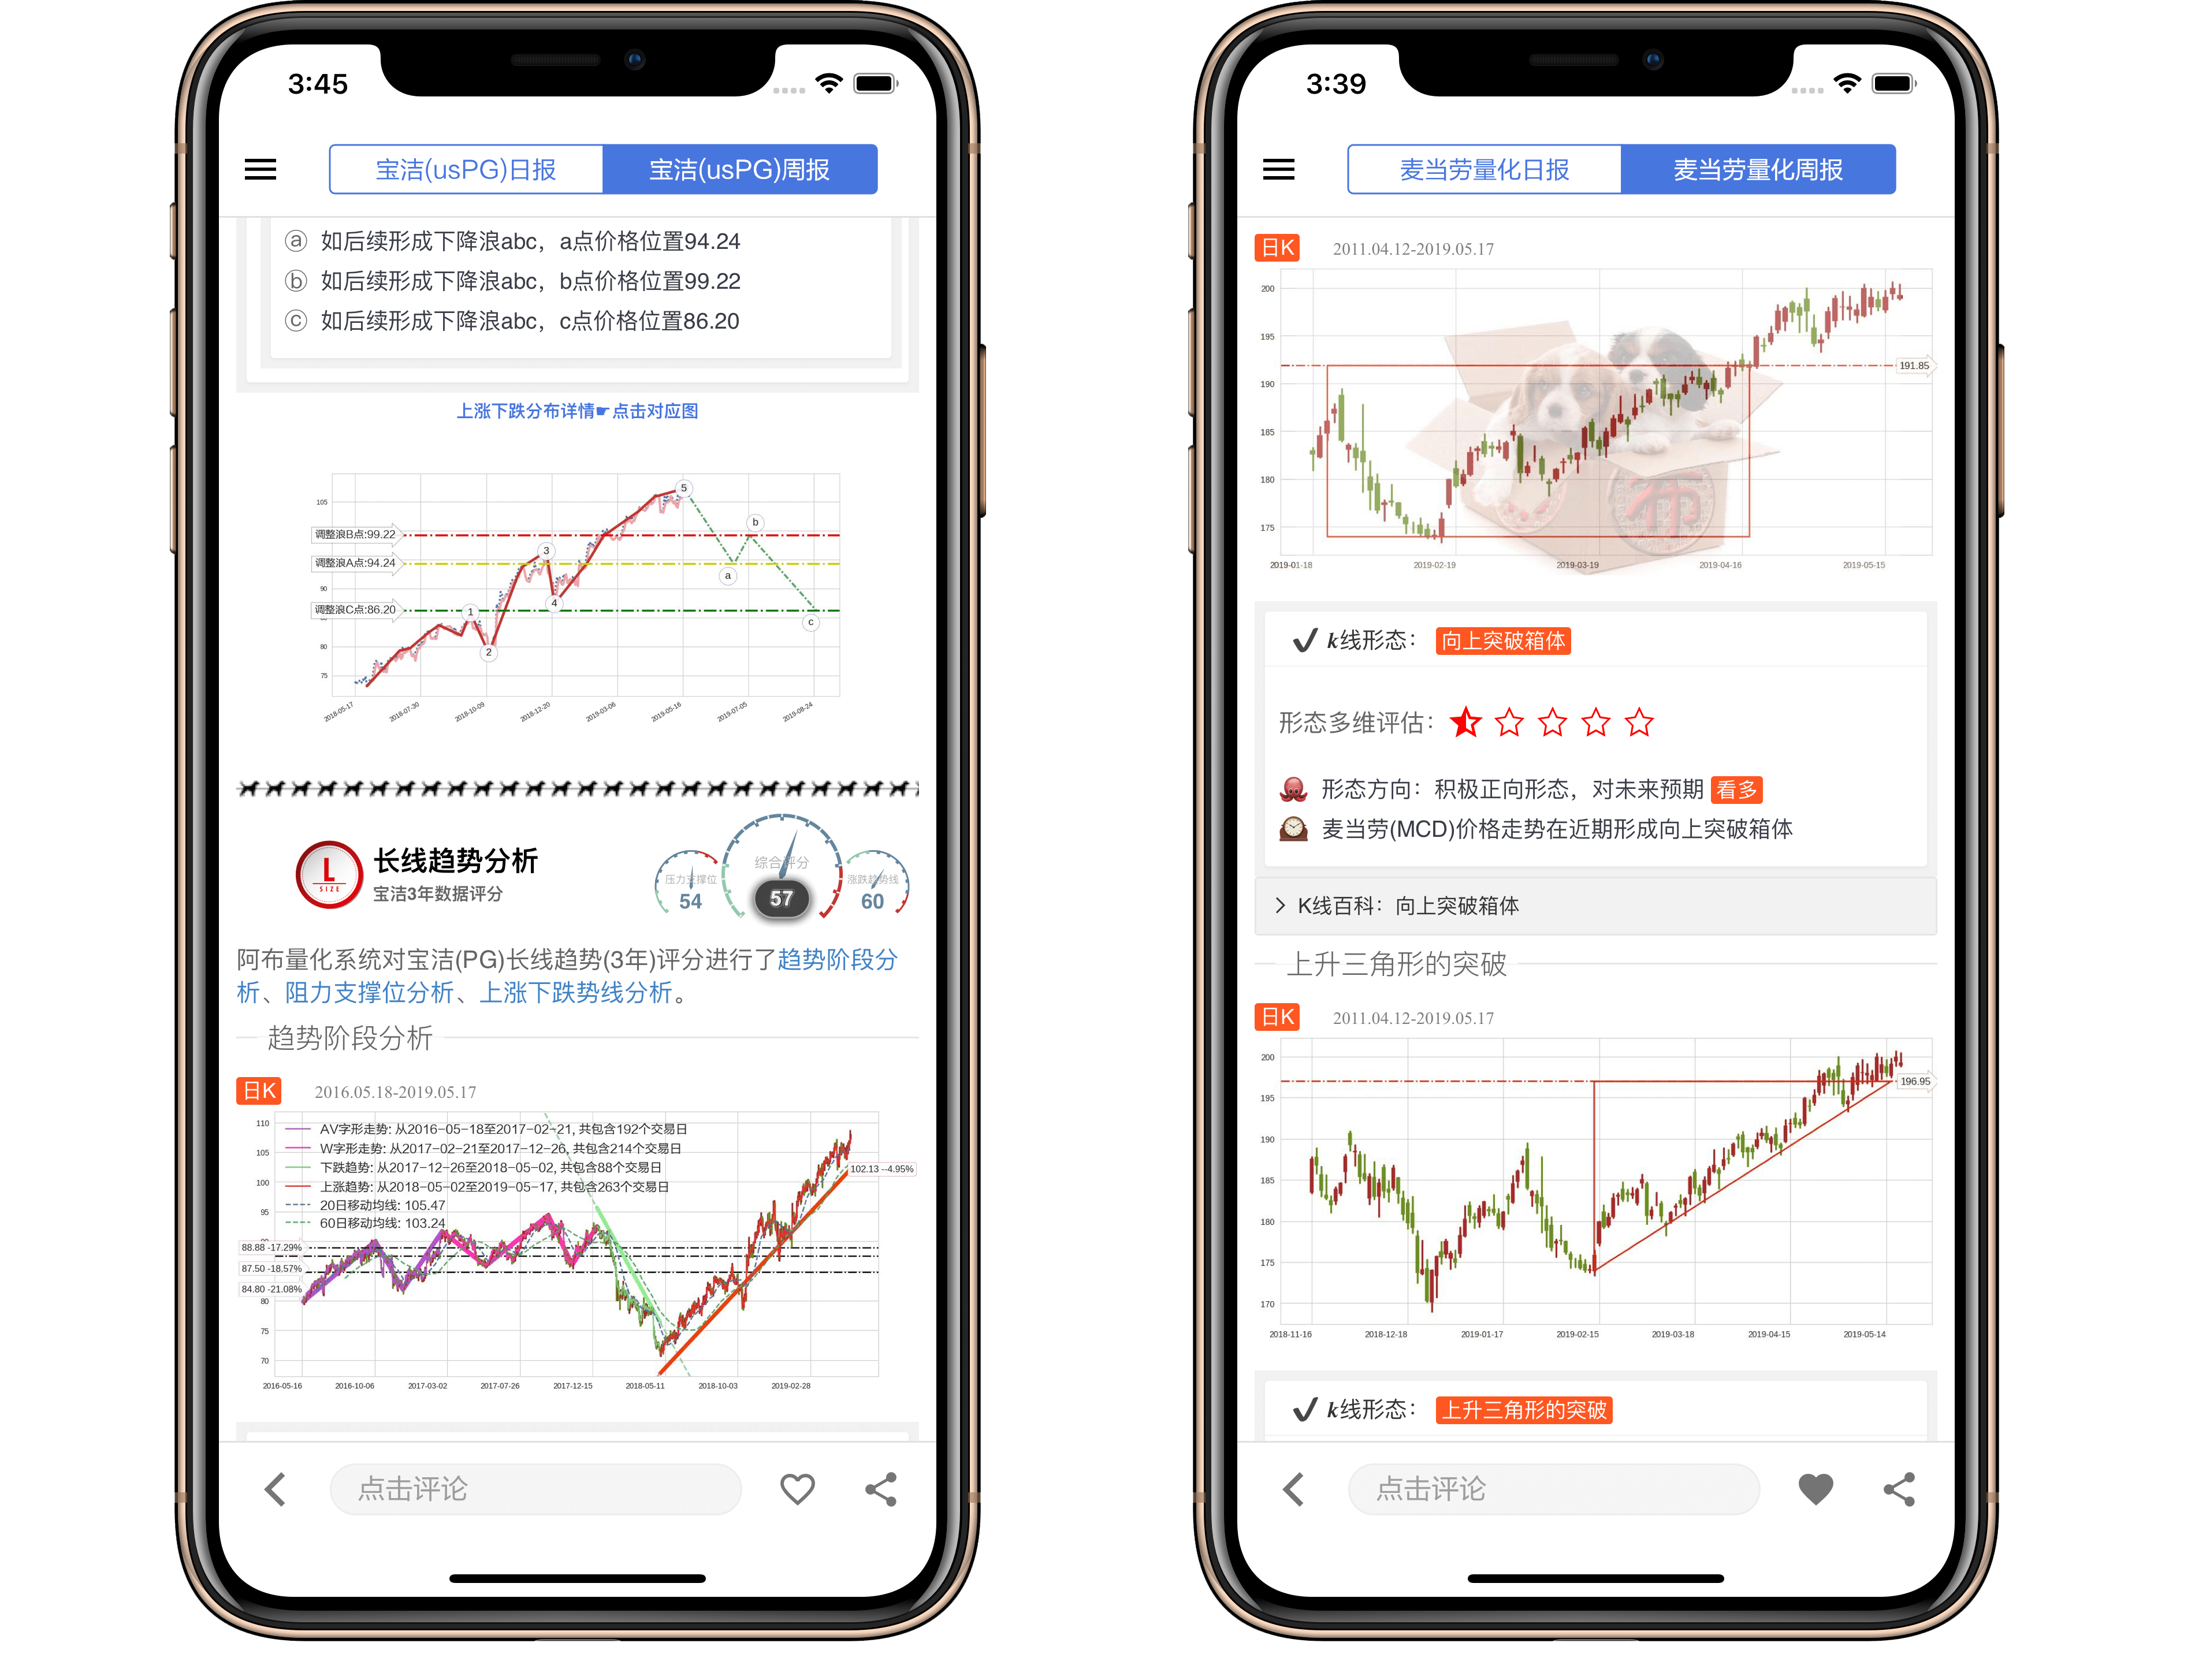 3:45
宝洁(usPG)日报
宝洁(usPG)周报
ⓐ 如后续形成下降浪abc，a点价格位置94.24
ⓑ 如后续形成下降浪abc，b点价格位置99.22
ⓒ 如后续形成下降浪abc，c点价格位置86.20
上涨下跌分布详情☛点击对应图
105
90
80
75
调整浪B点:99.22
调整浪A点:94.24
调整浪C点:86.20
1
2
3
4
5
a
b
c
2018-05-17
2018-07-30
2018-10-09
2018-12-20
2019-03-06
2019-05-16
2019-07-05
2019-08-24
L
SIZE
长线趋势分析
宝洁3年数据评分
压力支撑位
54
综合评分
57
涨跌趋势线
60
阿布量化系统对宝洁(PG)长线趋势(3年)评分进行了趋势阶段分
析、阻力支撑位分析、上涨下跌势线分析。
趋势阶段分析
日K
2016.05.18-2019.05.17
110
105
100
95
80
75
70
AV字形走势: 从2016-05-18至2017-02-21, 共包含192个交易日
W字形走势: 从2017-02-21至2017-12-26, 共包含214个交易日
下跌趋势: 从2017-12-26至2018-05-02, 共包含88个交易日
上涨趋势: 从2018-05-02至2019-05-17, 共包含263个交易日
20日移动均线: 105.47
60日移动均线: 103.24
102.13 --4.95%
88.88 -17.29%
87.50 -18.57%
84.80 -21.08%
2016-05-16
2016-10-06
2017-03-02
2017-07-26
2017-12-15
2018-05-11
2018-10-03
2019-02-28
点击评论
3:39
麦当劳量化日报
麦当劳量化周报
日K
2011.04.12-2019.05.17
200
195
190
185
180
175
191.85
布
2019-01-18
2019-02-19
2019-03-19
2019-04-16
2019-05-15
k线形态：
向上突破箱体
形态多维评估：
形态方向：积极正向形态，对未来预期 看多
麦当劳(MCD)价格走势在近期形成向上突破箱体
K线百科：向上突破箱体
上升三角形的突破
日K
2011.04.12-2019.05.17
200
195
190
185
180
175
170
196.95
2018-11-16
2018-12-18
2019-01-17
2019-02-15
2019-03-18
2019-04-15
2019-05-14
k线形态：
上升三角形的突破
点击评论